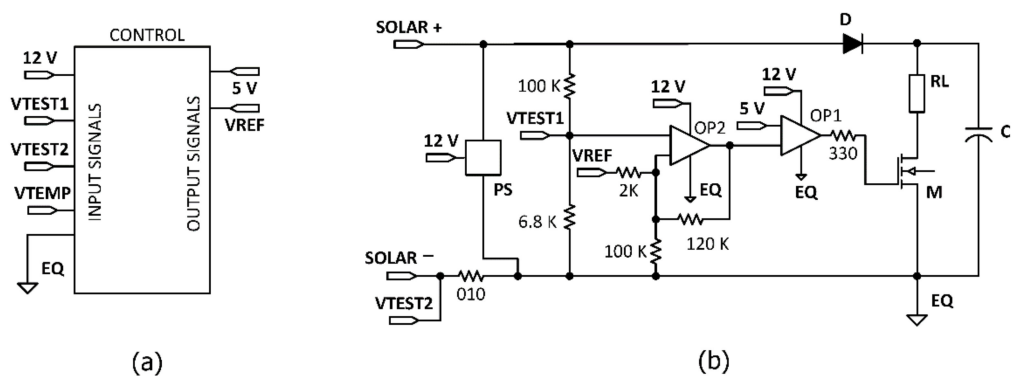 CONTROL
12 V
VTEST1
VTEST2
VTEMP
EQ
INPUT SIGNALS
OUTPUT SIGNALS
5 V
VREF
(a)
SOLAR +
D
100 K
12 V
12 V
RL
VTEST1
OP2
5 V
OP1
C
12 V
VREF
330
PS
2K
EQ
EQ
M
6.8 K
100 K
120 K
SOLAR −
010
EQ
VTEST2
(b)